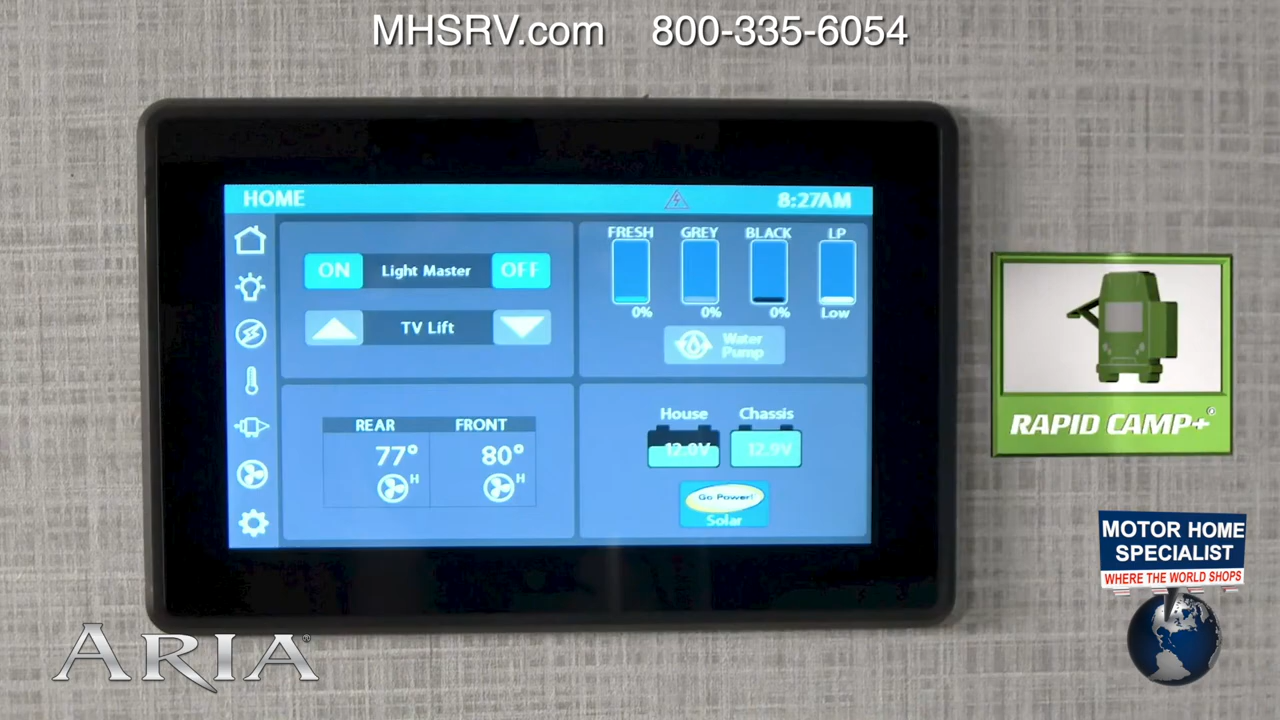 MHSRV.com 800-335-6054
HOME 8:27AM
ON Light Master OFF
TV Lift
FRESH GREY BLACK LP
0% 0% 0% Low
Water
Pump
REAR FRONT
77° 80°
H H
House Chassis
12.0V 12.9V
Go Power!
Solar
RAPID CAMP+®
MOTOR HOME
SPECIALIST
WHERE THE WORLD SHOPS
ARIA®